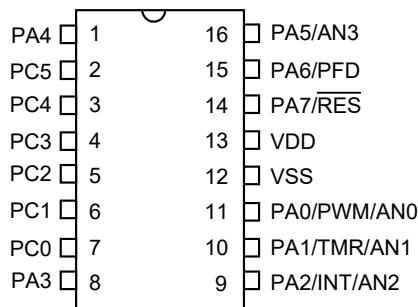 PA4 1 16 PA5/AN3
PC5 2 15 PA6/PFD
PC4 3 14 PA7/R̅E̅S̅
PC3 4 13 VDD
PC2 5 12 VSS
PC1 6 11 PA0/PWM/AN0
PC0 7 10 PA1/TMR/AN1
PA3 8 9 PA2/INT/AN2